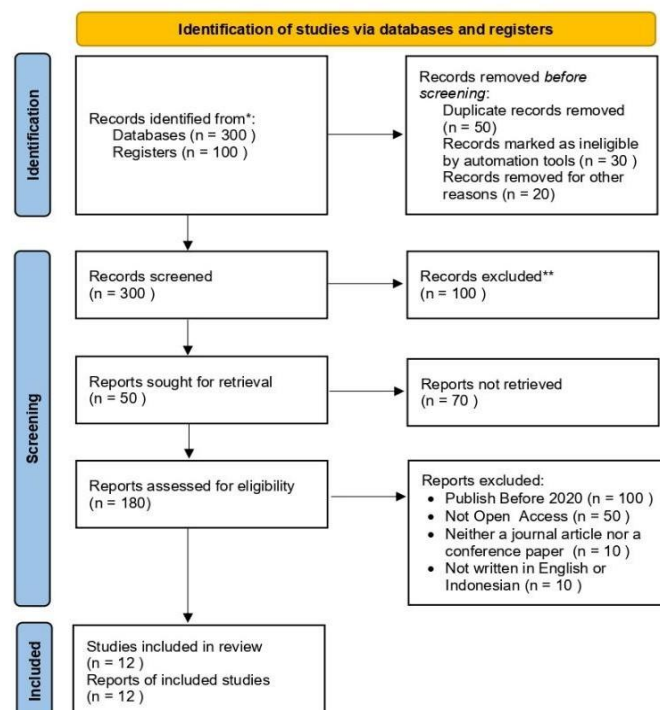 Identification of studies via databases and registers
Identification
Records identified from*:
Databases (n = 300 )
Registers (n = 100 )
Records removed before
screening:
Duplicate records removed
(n = 50)
Records marked as ineligible
by automation tools (n = 30 )
Records removed for other
reasons (n = 20)
Screening
Records screened
(n = 300 )
Records excluded**
(n = 100 )
Reports sought for retrieval
(n = 50 )
Reports not retrieved
(n = 70 )
Reports assessed for eligibility
(n = 180)
Reports excluded:
• Publish Before 2020 (n = 100 )
• Not Open Access (n = 50 )
• Neither a journal article nor a
conference paper (n = 10 )
• Not written in English or
Indonesian (n = 10 )
Included
Studies included in review
(n = 12 )
Reports of included studies
(n = 12 )